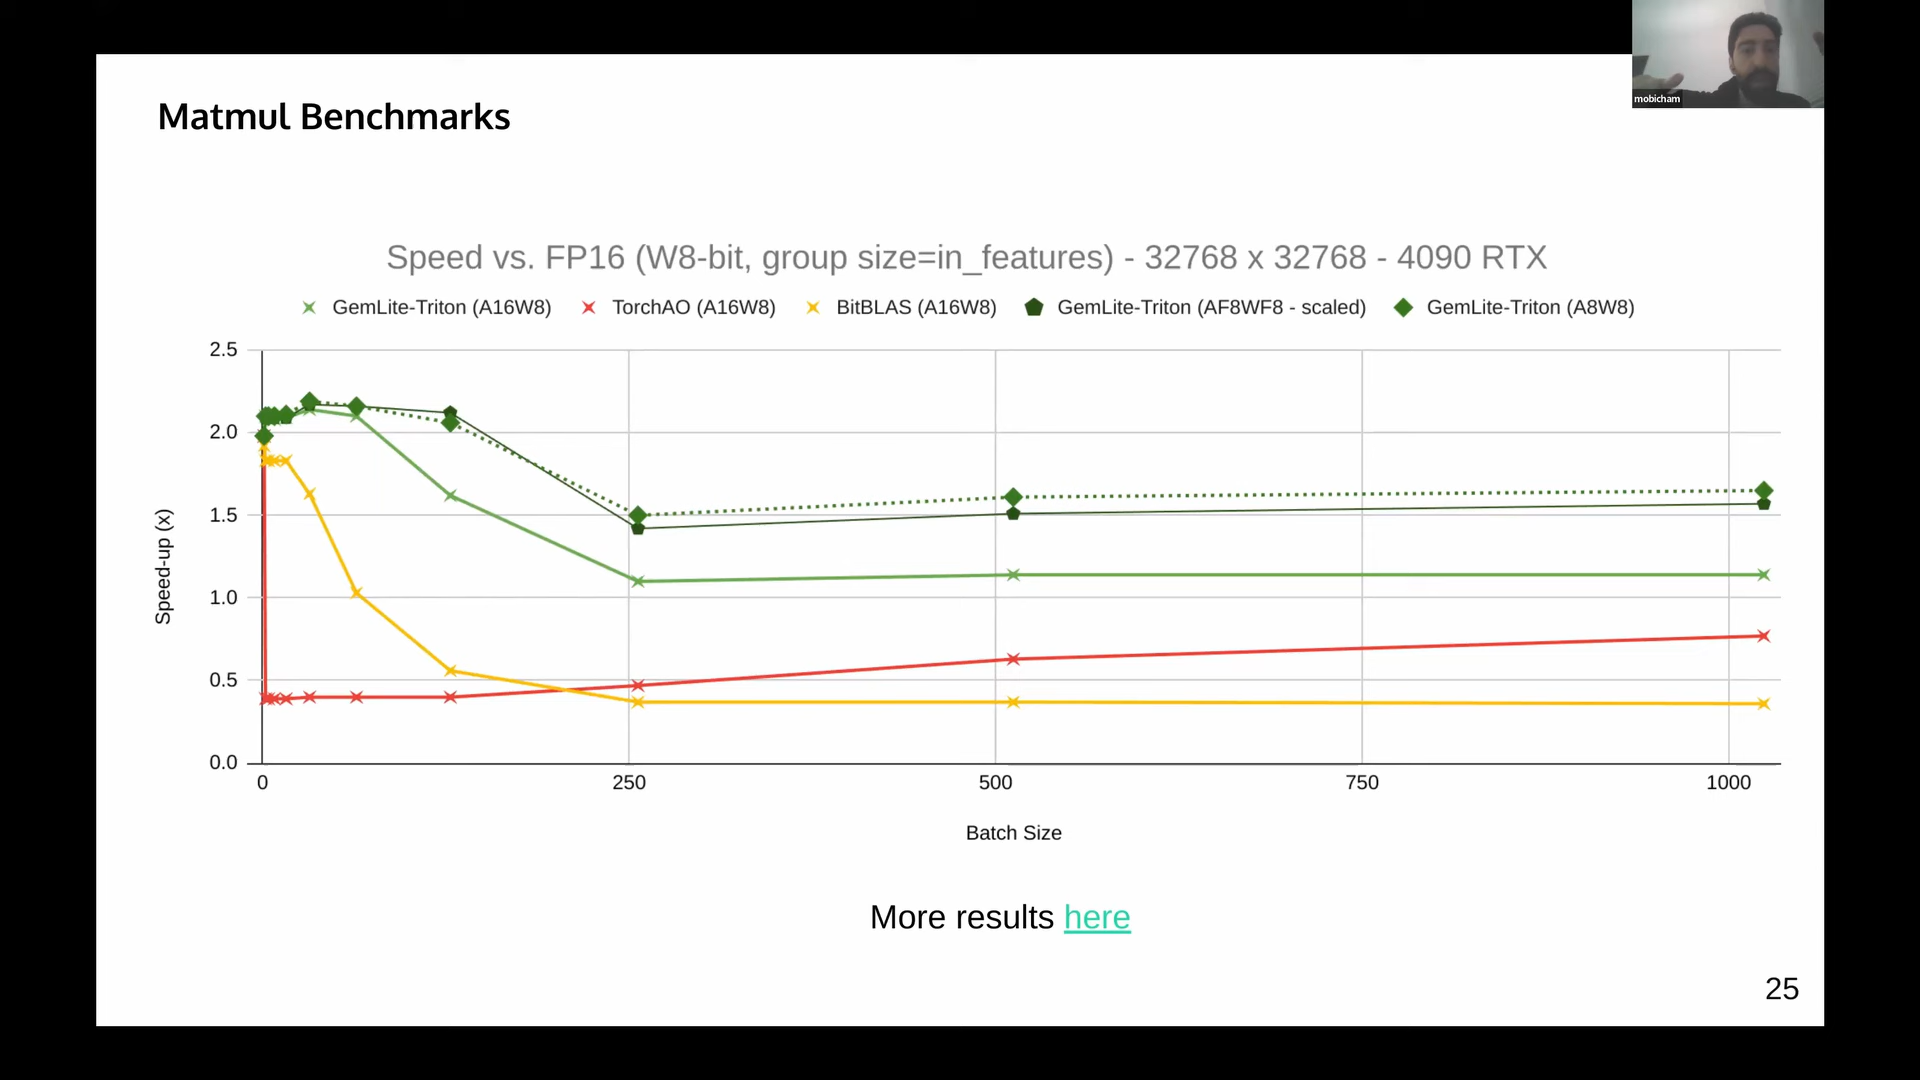 mobicham
Matmul Benchmarks
Speed vs. FP16 (W8-bit, group size=in_features) - 32768 x 32768 - 4090 RTX
GemLite-Triton (A16W8) TorchAO (A16W8) BitBLAS (A16W8) GemLite-Triton (AF8WF8 - scaled) GemLite-Triton (A8W8)
Speed-up (x)
2.5
2.0
1.5
1.0
0.5
0.0
0 250 500 750 1000
Batch Size
More results here
25